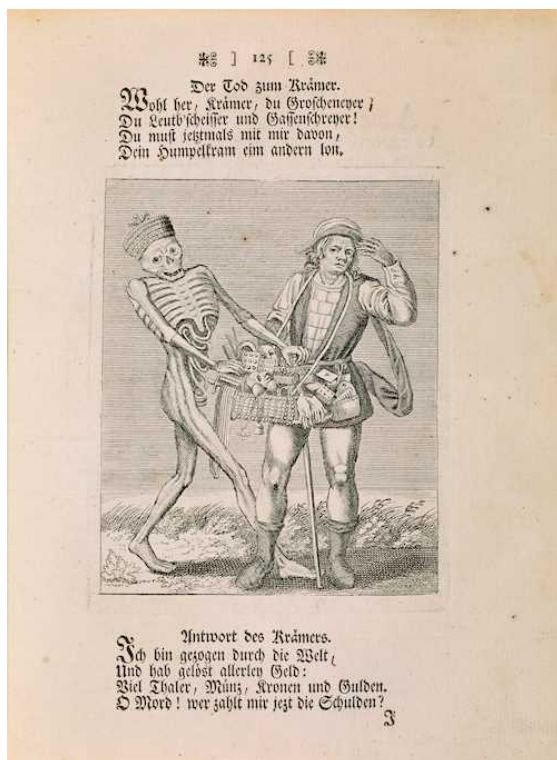 ] 125 [
Der Tod zum Krämer.
Wohl her, Krämer, du Groscheneyer,
Du Leutb'scheisser und Gassenschreyer!
Du must jetztmals mit mir davon,
Dein Humpelkram eim andern lon.
Antwort des Krämers.
Ich bin gezogen durch die Welt,
Und hab gelöst allerley Geld:
Viel Thaler, Münz, Kronen und Gulden.
O Mord! wer zahlt mir jezt die Schulden?
J